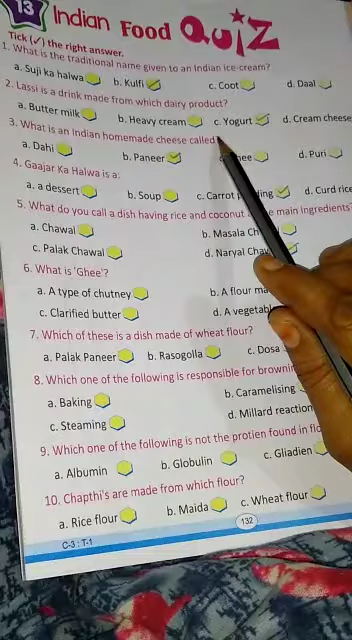 13 Indian Food QUIZ
Tick (✓) the right answer.
1. What is the traditional name given to an Indian ice-cream?
a. Suji ka halwa b. Kulfi c. Coot d. Daal
2. Lassi is a drink made from which dairy product?
a. Butter milk b. Heavy cream c. Yogurt d. Cream cheese
3. What is an Indian homemade cheese called
a. Dahi b. Paneer d. Puri
4. Gaajar Ka Halwa is a:
a. a dessert b. Soup c. Carrot d. Curd rice
5. What do you call a dish having rice and coconut main ingredients
a. Chawal b. Masala
c. Palak Chawal d. Naryal
6. What is 'Ghee'?
a. A type of chutney b. A flour
c. Clarified butter d. A
7. Which of these is a dish made of wheat flour?
a. Palak Paneer b. Rasogolla c. Dosa
8. Which one of the following is responsible for
a. Baking b. Caramelising
c. Steaming d. Millard reaction
9. Which one of the following is not the protien found in
a. Albumin b. Globulin c. Gliadien
10. Chapthi's are made from which flour?
a. Rice flour b. Maida c. Wheat flour
132
C-3 : T-1